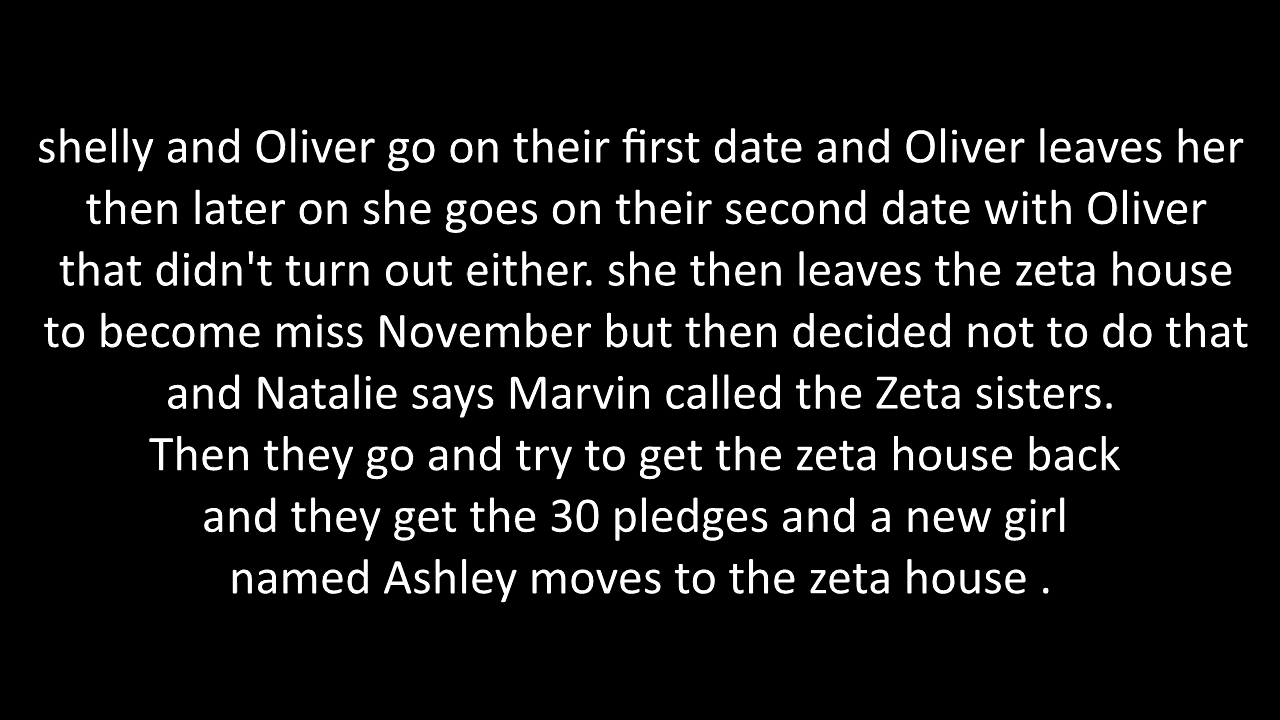 shelly and Oliver go on their first date and Oliver leaves her
then later on she goes on their second date with Oliver
that didn't turn out either. she then leaves the zeta house
to become miss November but then decided not to do that
and Natalie says Marvin called the Zeta sisters.
Then they go and try to get the zeta house back
and they get the 30 pledges and a new girl
named Ashley moves to the zeta house .